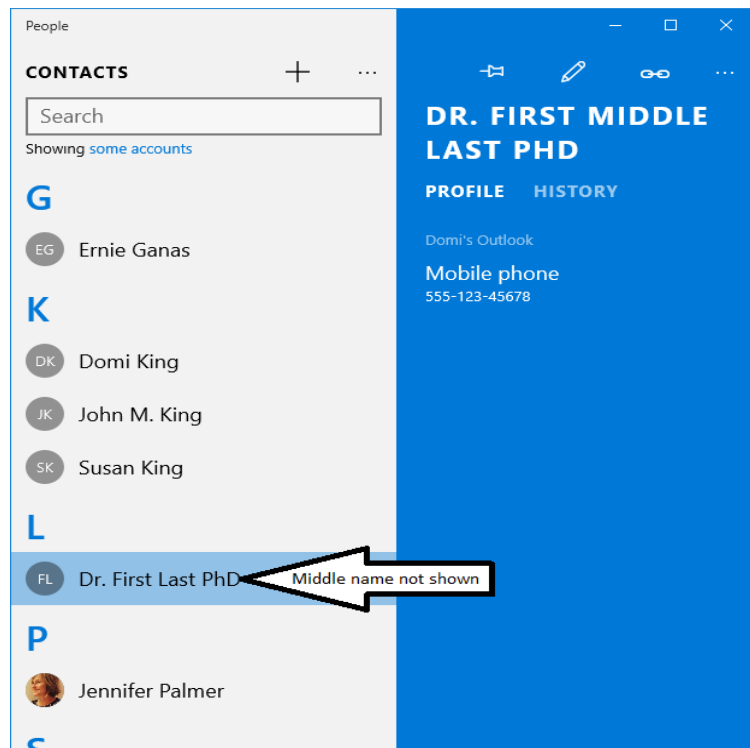 People
CONTACTS
Search
Showing some accounts
G
EG Ernie Ganas
K
DK Domi King
JK John M. King
SK Susan King
L
FL Dr. First Last PhD
Middle name not shown
P
Jennifer Palmer
S
DR. FIRST MIDDLE
LAST PHD
PROFILE HISTORY
Domi's Outlook
Mobile phone
555-123-45678